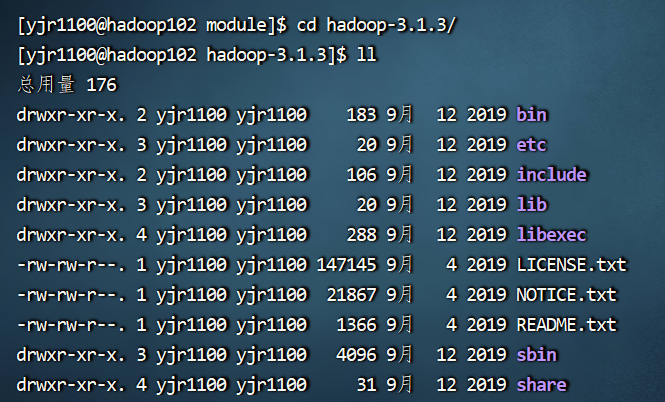 [yjr1100@hadoop102 module]$ cd hadoop-3.1.3/
[yjr1100@hadoop102 hadoop-3.1.3]$ ll
总用量 176
drwxr-xr-x. 2 yjr1100 yjr1100    183 9月  12 2019 bin
drwxr-xr-x. 3 yjr1100 yjr1100     20 9月  12 2019 etc
drwxr-xr-x. 2 yjr1100 yjr1100    106 9月  12 2019 include
drwxr-xr-x. 3 yjr1100 yjr1100     20 9月  12 2019 lib
drwxr-xr-x. 4 yjr1100 yjr1100    288 9月  12 2019 libexec
-rw-rw-r--. 1 yjr1100 yjr1100 147145 9月   4 2019 LICENSE.txt
-rw-rw-r--. 1 yjr1100 yjr1100  21867 9月   4 2019 NOTICE.txt
-rw-rw-r--. 1 yjr1100 yjr1100   1366 9月   4 2019 README.txt
drwxr-xr-x. 3 yjr1100 yjr1100   4096 9月  12 2019 sbin
drwxr-xr-x. 4 yjr1100 yjr1100     31 9月  12 2019 share